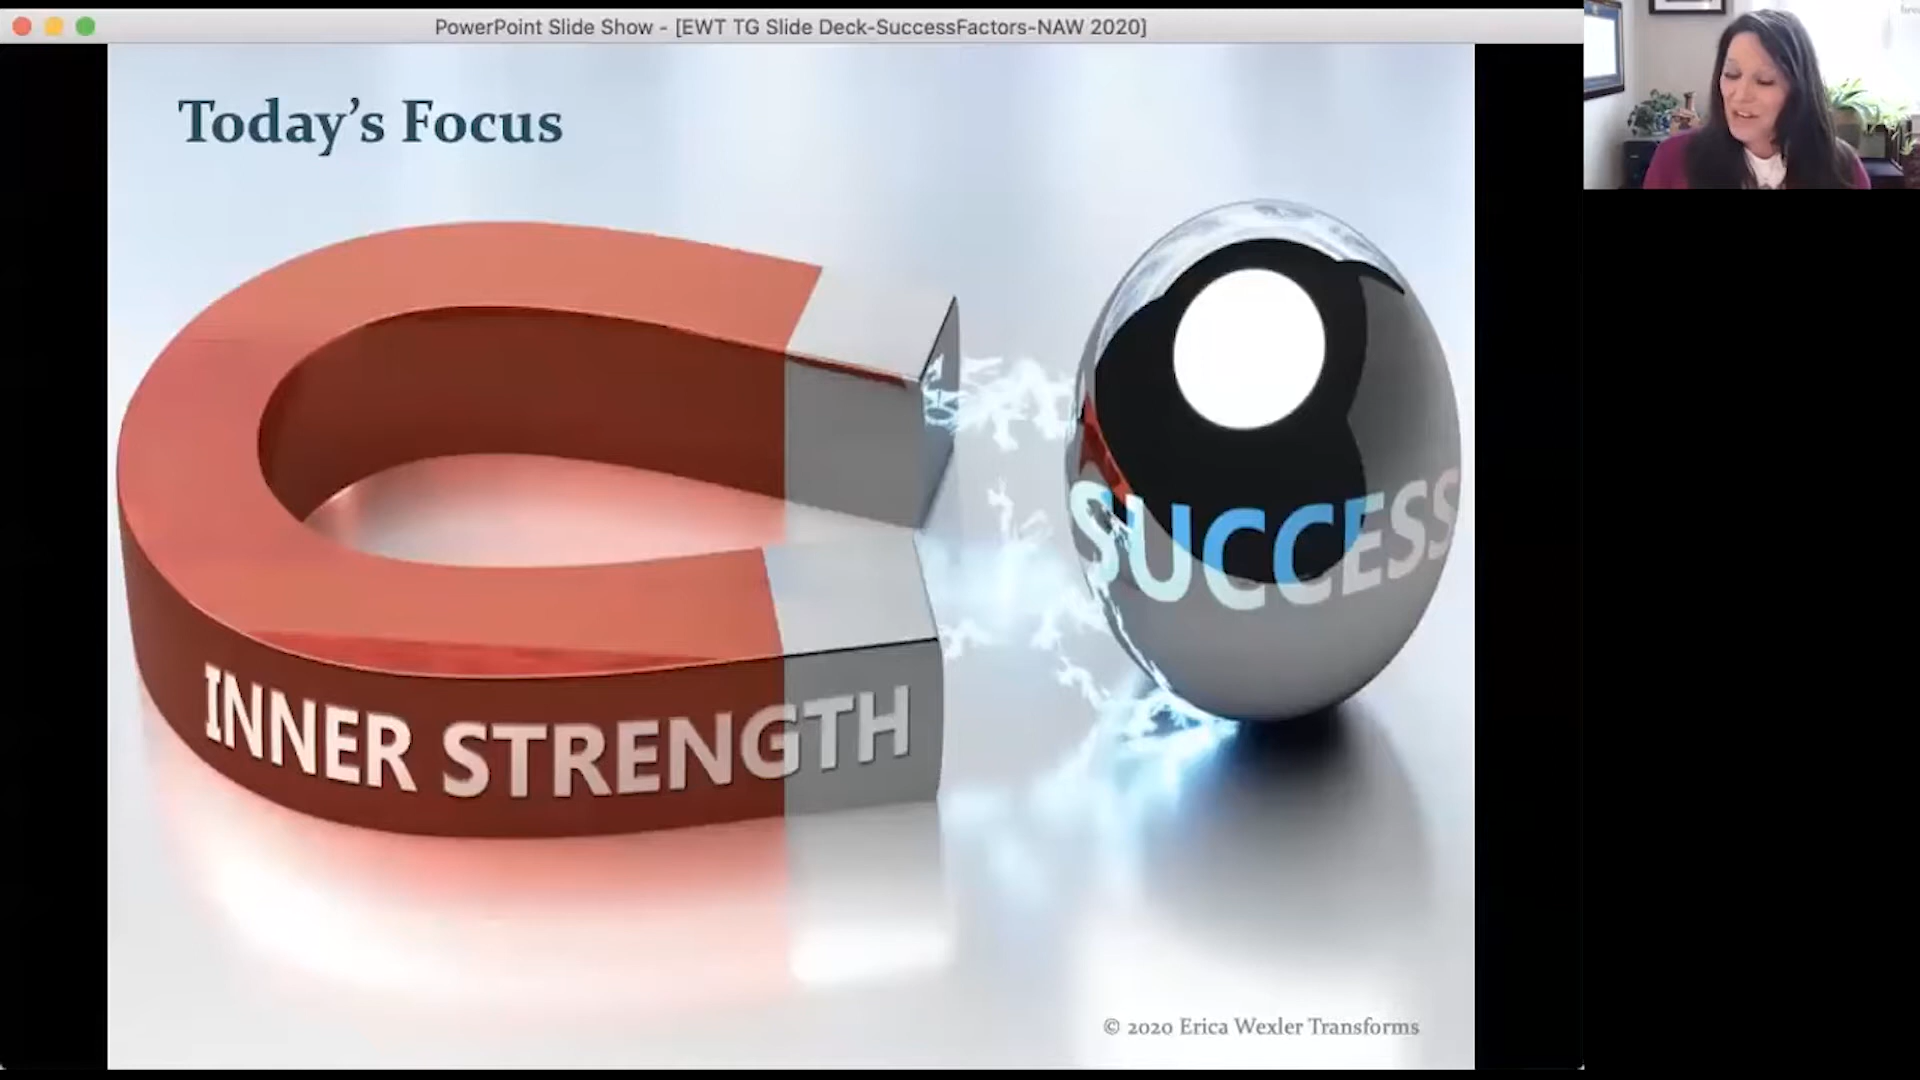 PowerPoint Slide Show - [EWT TG Slide Deck-SuccessFactors-NAW 2020]
Today's Focus
SUCCESS
INNER STRENGTH
© 2020 Erica Wexler Transforms